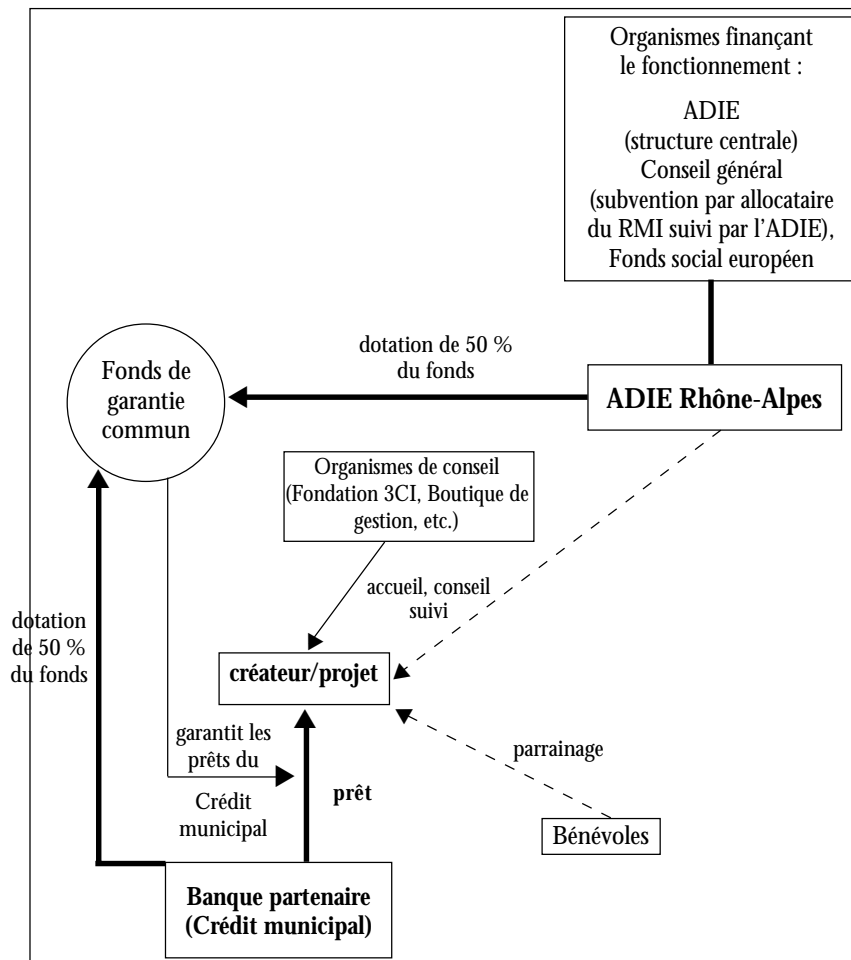 Organismes finançant
le fonctionnement :
ADIE
(structure centrale)
Conseil général
(subvention par allocataire
du RMI suivi par l'ADIE),
Fonds social européen
dotation de 50 %
du fonds
Fonds de
garantie
commun
ADIE Rhône-Alpes
Organismes de conseil
(Fondation 3CI, Boutique de
gestion, etc.)
accueil, conseil
suivi
dotation
de 50 %
du fonds
créateur/projet
garantit les
prêts du
Crédit
municipal
prêt
parrainage
Bénévoles
Banque partenaire
(Crédit municipal)